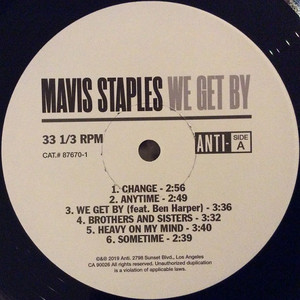 MAVIS STAPLES WE GET BY
33 1/3 RPM
CAT.# 87670-1
ANTI-
SIDE
A
1. CHANGE - 2:56
2. ANYTIME - 2:49
3. WE GET BY (feat. Ben Harper) - 3:36
4. BROTHERS AND SISTERS - 3:32
5. HEAVY ON MY MIND - 3:40
6. SOMETIME - 2:39
℗&© 2019 Anti. 2798 Sunset Blvd., Los Angeles
CA 90026 All Rights Reserved. Unauthorized duplication
is a violation of applicable laws.